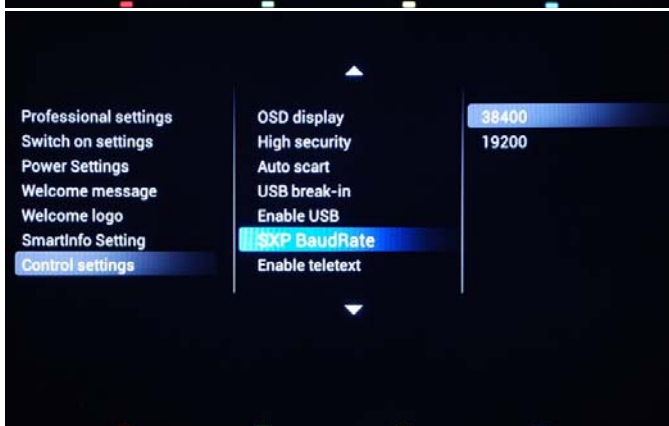 Professional settings
Switch on settings
Power Settings
Welcome message
Welcome logo
SmartInfo Setting
Control settings
OSD display
High security
Auto scart
USB break-in
Enable USB
SXP BaudRate
Enable teletext
38400
19200